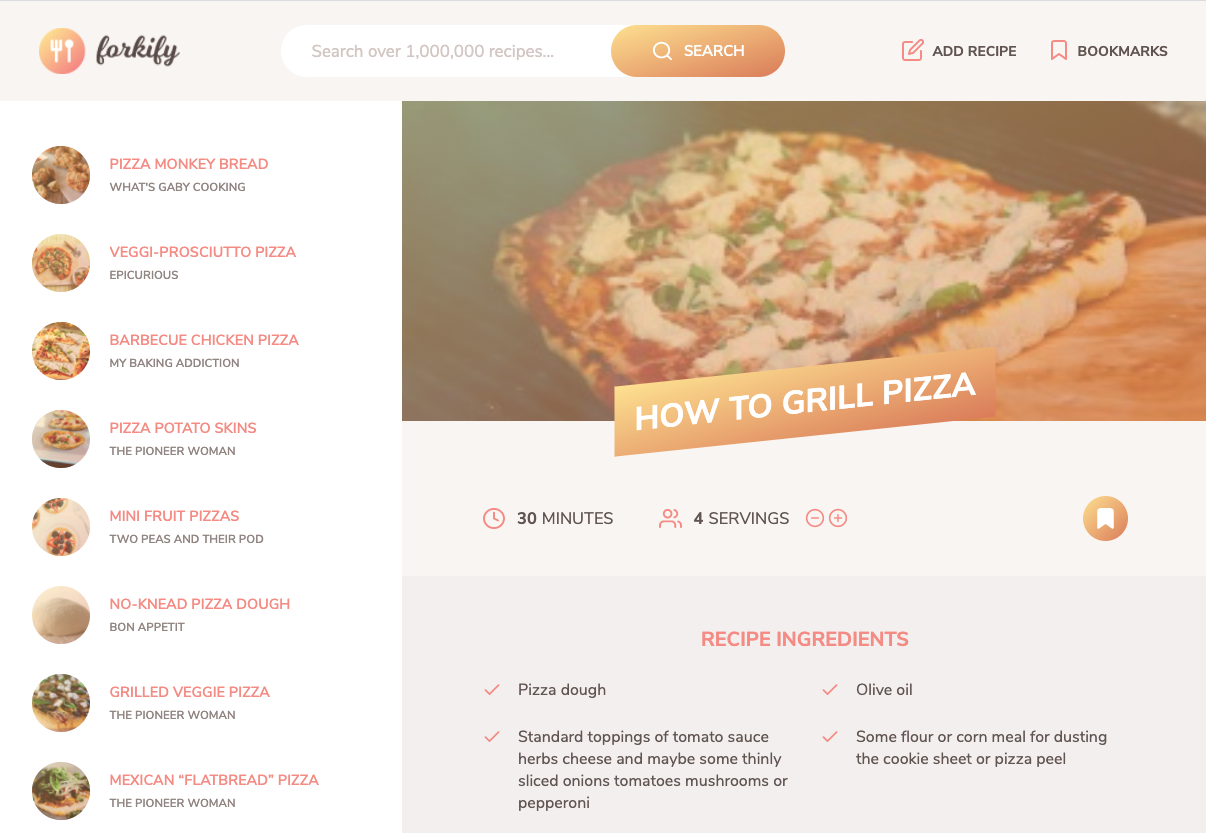 forkify
Search over 1,000,000 recipes...
SEARCH
ADD RECIPE
BOOKMARKS
PIZZA MONKEY BREAD
WHAT'S GABY COOKING
VEGGI-PROSCIUTTO PIZZA
EPICURIOUS
BARBECUE CHICKEN PIZZA
MY BAKING ADDICTION
PIZZA POTATO SKINS
THE PIONEER WOMAN
MINI FRUIT PIZZAS
TWO PEAS AND THEIR POD
NO-KNEAD PIZZA DOUGH
BON APPETIT
GRILLED VEGGIE PIZZA
THE PIONEER WOMAN
MEXICAN “FLATBREAD” PIZZA
THE PIONEER WOMAN
HOW TO GRILL PIZZA
30 MINUTES
4 SERVINGS
RECIPE INGREDIENTS
Pizza dough
Olive oil
Standard toppings of tomato sauce
herbs cheese and maybe some thinly
sliced onions tomatoes mushrooms or
pepperoni
Some flour or corn meal for dusting
the cookie sheet or pizza peel